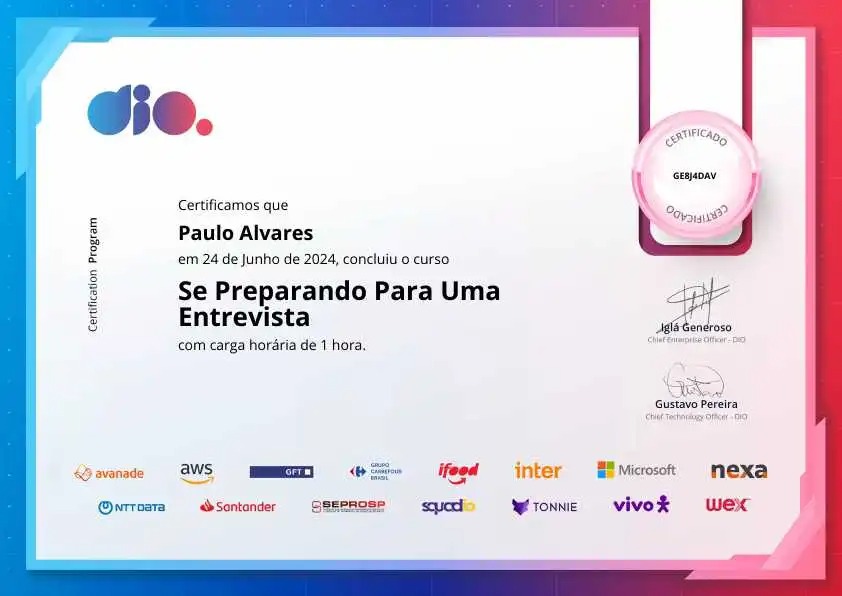 dio.
CERTIFICADO
GE8J4DAV
CERTIFICADO
Certification Program
Certificamos que
Paulo Alvares
em 24 de Junho de 2024, concluiu o curso
Se Preparando Para Uma
Entrevista
com carga horária de 1 hora.
Iglá Generoso
Chief Enterprise Officer - DIO
Gustavo Pereira
Chief Technology Officer - DIO
avanade
aws
GFT
GRUPO
CARREFOUR
BRASIL
ifood
inter
Microsoft
nexa
NTT DATA
Santander
SEPROSP
squadio
TONNIE
vivo
wex